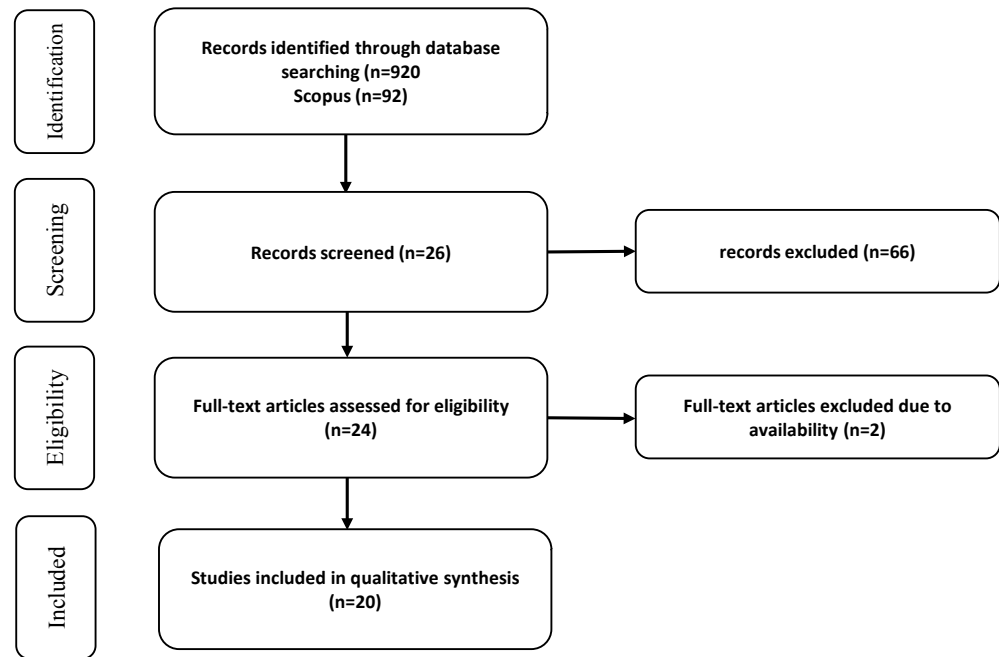 Identification
Records identified through database
searching (n=920
Scopus (n=92)
Screening
Records screened (n=26)
records excluded (n=66)
Eligibility
Full-text articles assessed for eligibility
(n=24)
Full-text articles excluded due to
availability (n=2)
Included
Studies included in qualitative synthesis
(n=20)